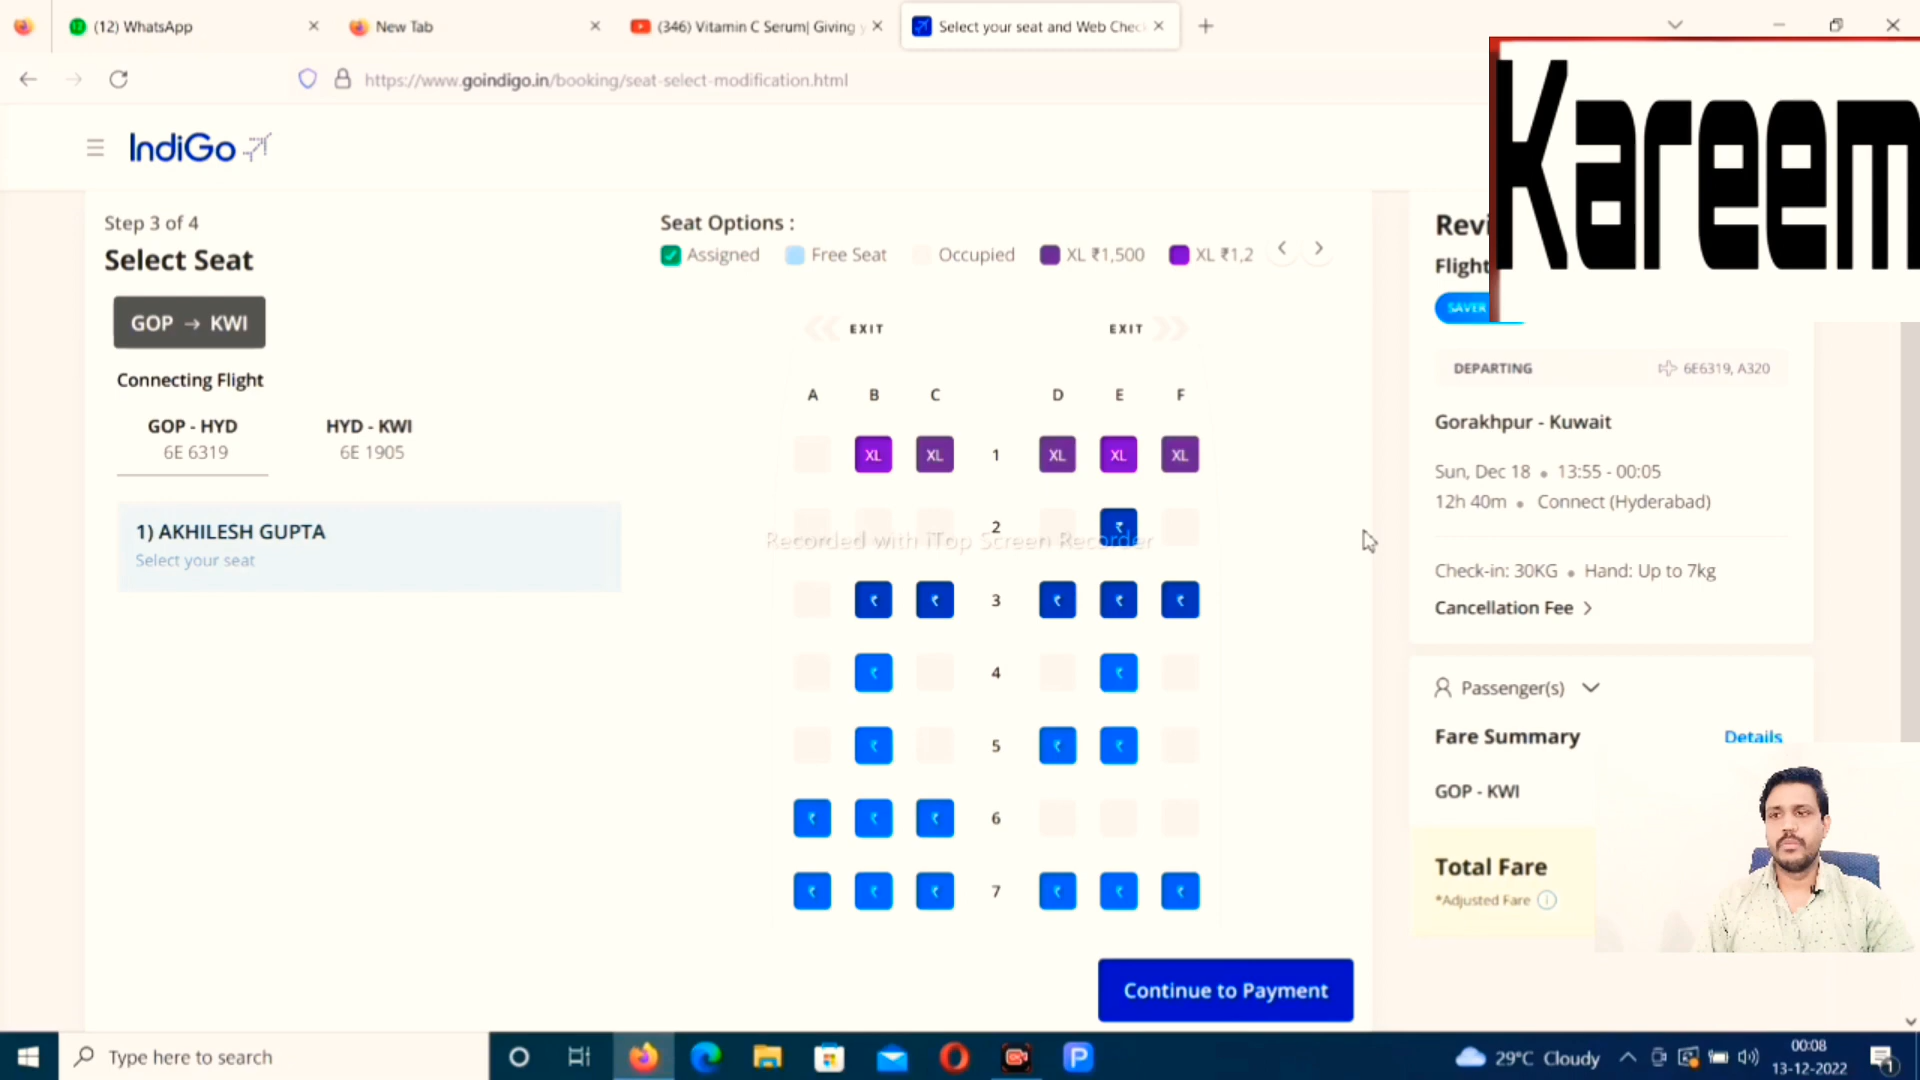 (12) WhatsApp
New Tab
(346) Vitamin C Serum| Giving y
Select your seat and Web Chec
https://www.goindigo.in/booking/seat-select-modification.html
Kareem
IndiGo
Step 3 of 4
Select Seat
GOP → KWI
Connecting Flight
GOP - HYD
6E 6319
HYD - KWI
6E 1905
1) AKHILESH GUPTA
Select your seat
Seat Options :
Assigned
Free Seat
Occupied
XL ₹1,500
XL ₹1,2
EXIT EXIT
A B C D E F
XL XL 1 XL XL XL
2 ₹
Recorded with iTop Screen Recorder
₹ ₹ 3 ₹ ₹ ₹
₹ 4 ₹
₹ 5 ₹ ₹
₹ ₹ ₹ 6
₹ ₹ ₹ 7 ₹ ₹ ₹
Continue to Payment
Revi
Flight
SAVER
DEPARTING 6E6319, A320
Gorakhpur - Kuwait
Sun, Dec 18 • 13:55 - 00:05
12h 40m • Connect (Hyderabad)
Check-in: 30KG • Hand: Up to 7kg
Cancellation Fee >
Passenger(s)
Fare Summary Details
GOP - KWI
Total Fare
*Adjusted Fare
Type here to search
29°C Cloudy
00:08
13-12-2022
1